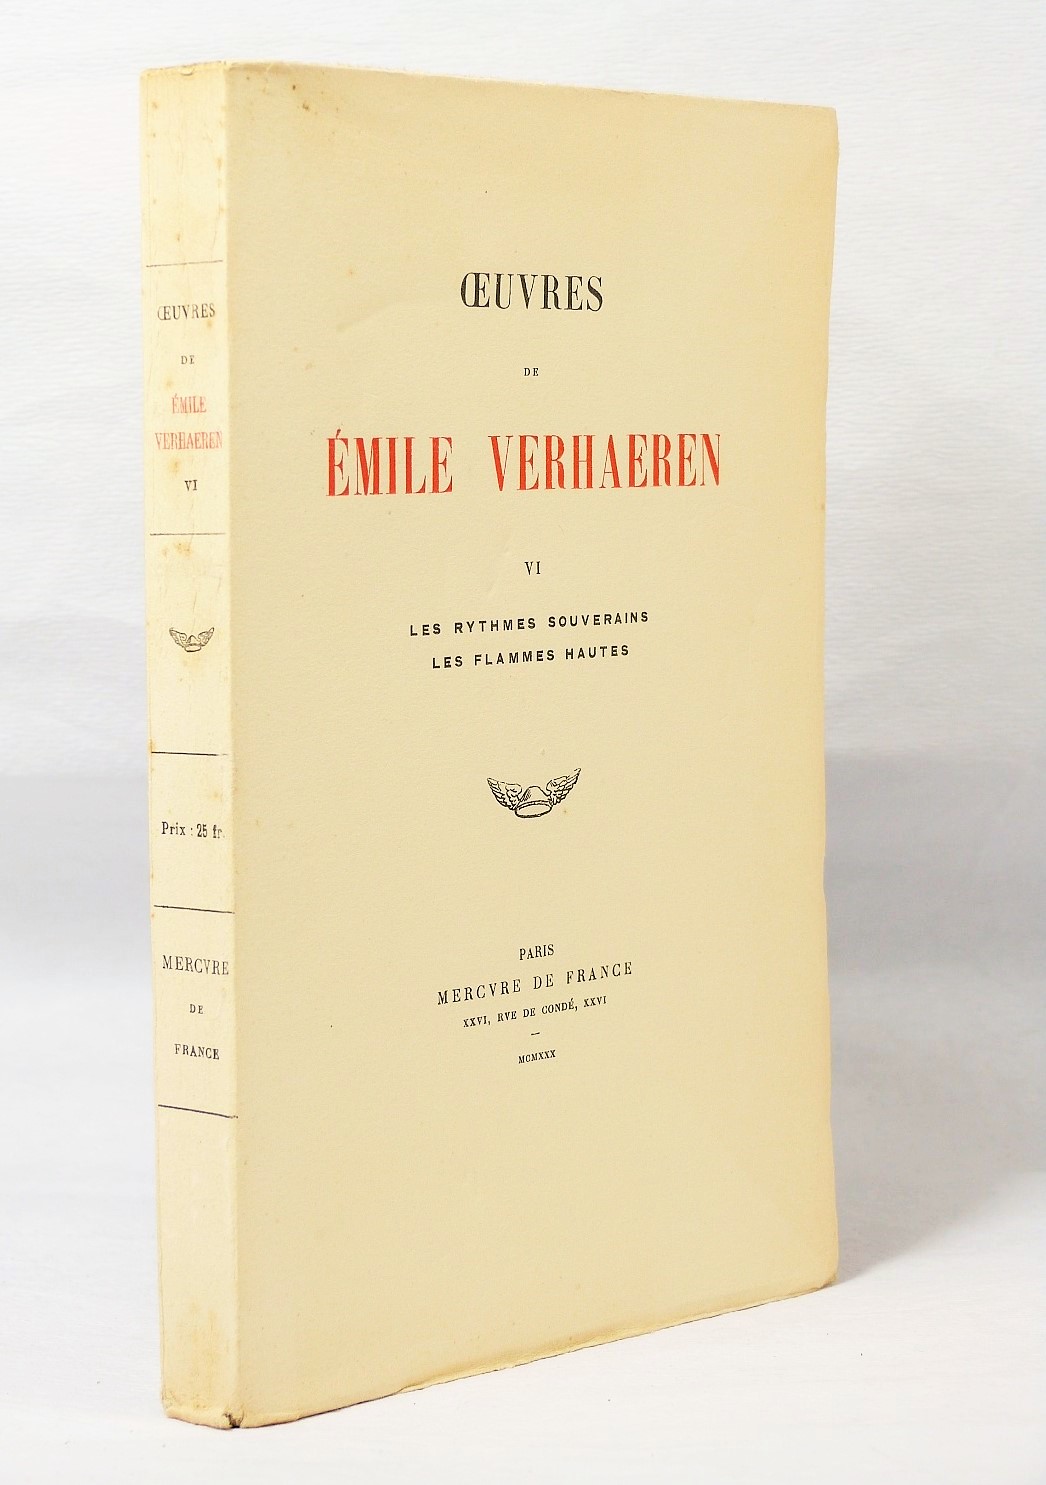 ŒUVRES
DE
ÉMILE
VERHAEREN
VI
Prix : 25 fr.
MERCVRE
DE
FRANCE
ŒUVRES
DE
ÉMILE VERHAEREN
VI
LES RYTHMES SOUVERAINS
LES FLAMMES HAUTES
PARIS
MERCVRE DE FRANCE
XXVI, RVE DE CONDÉ, XXVI
—
MCMXXX